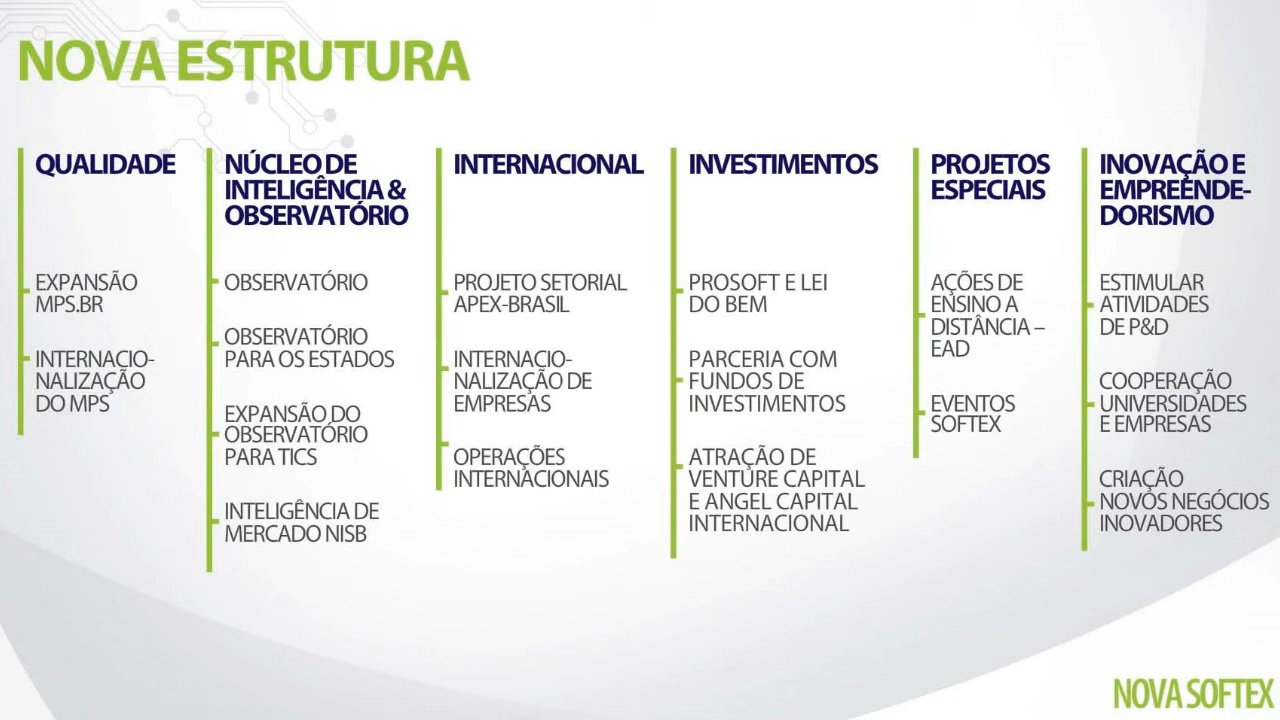 NOVA ESTRUTURA
QUALIDADE
EXPANSÃO
MPS.BR
INTERNACIO-
NALIZAÇÃO
DO MPS
NÚCLEO DE
INTELIGÊNCIA &
OBSERVATÓRIO
OBSERVATÓRIO
OBSERVATÓRIO
PARA OS ESTADOS
EXPANSÃO DO
OBSERVATÓRIO
PARA TICS
INTELIGÊNCIA DE
MERCADO NISB
INTERNACIONAL
PROJETO SETORIAL
APEX-BRASIL
INTERNACIO-
NALIZAÇÃO DE
EMPRESAS
OPERAÇÕES
INTERNACIONAIS
INVESTIMENTOS
PROSOFT E LEI
DO BEM
PARCERIA COM
FUNDOS DE
INVESTIMENTOS
ATRAÇÃO DE
VENTURE CAPITAL
E ANGEL CAPITAL
INTERNACIONAL
PROJETOS
ESPECIAIS
AÇÕES DE
ENSINO A
DISTÂNCIA –
EAD
EVENTOS
SOFTEX
INOVAÇÃO E
EMPREENDE-
DORISMO
ESTIMULAR
ATIVIDADES
DE P&D
COOPERAÇÃO
UNIVERSIDADES
E EMPRESAS
CRIAÇÃO
NOVOS NEGÓCIOS
INOVADORES
NOVA SOFTEX